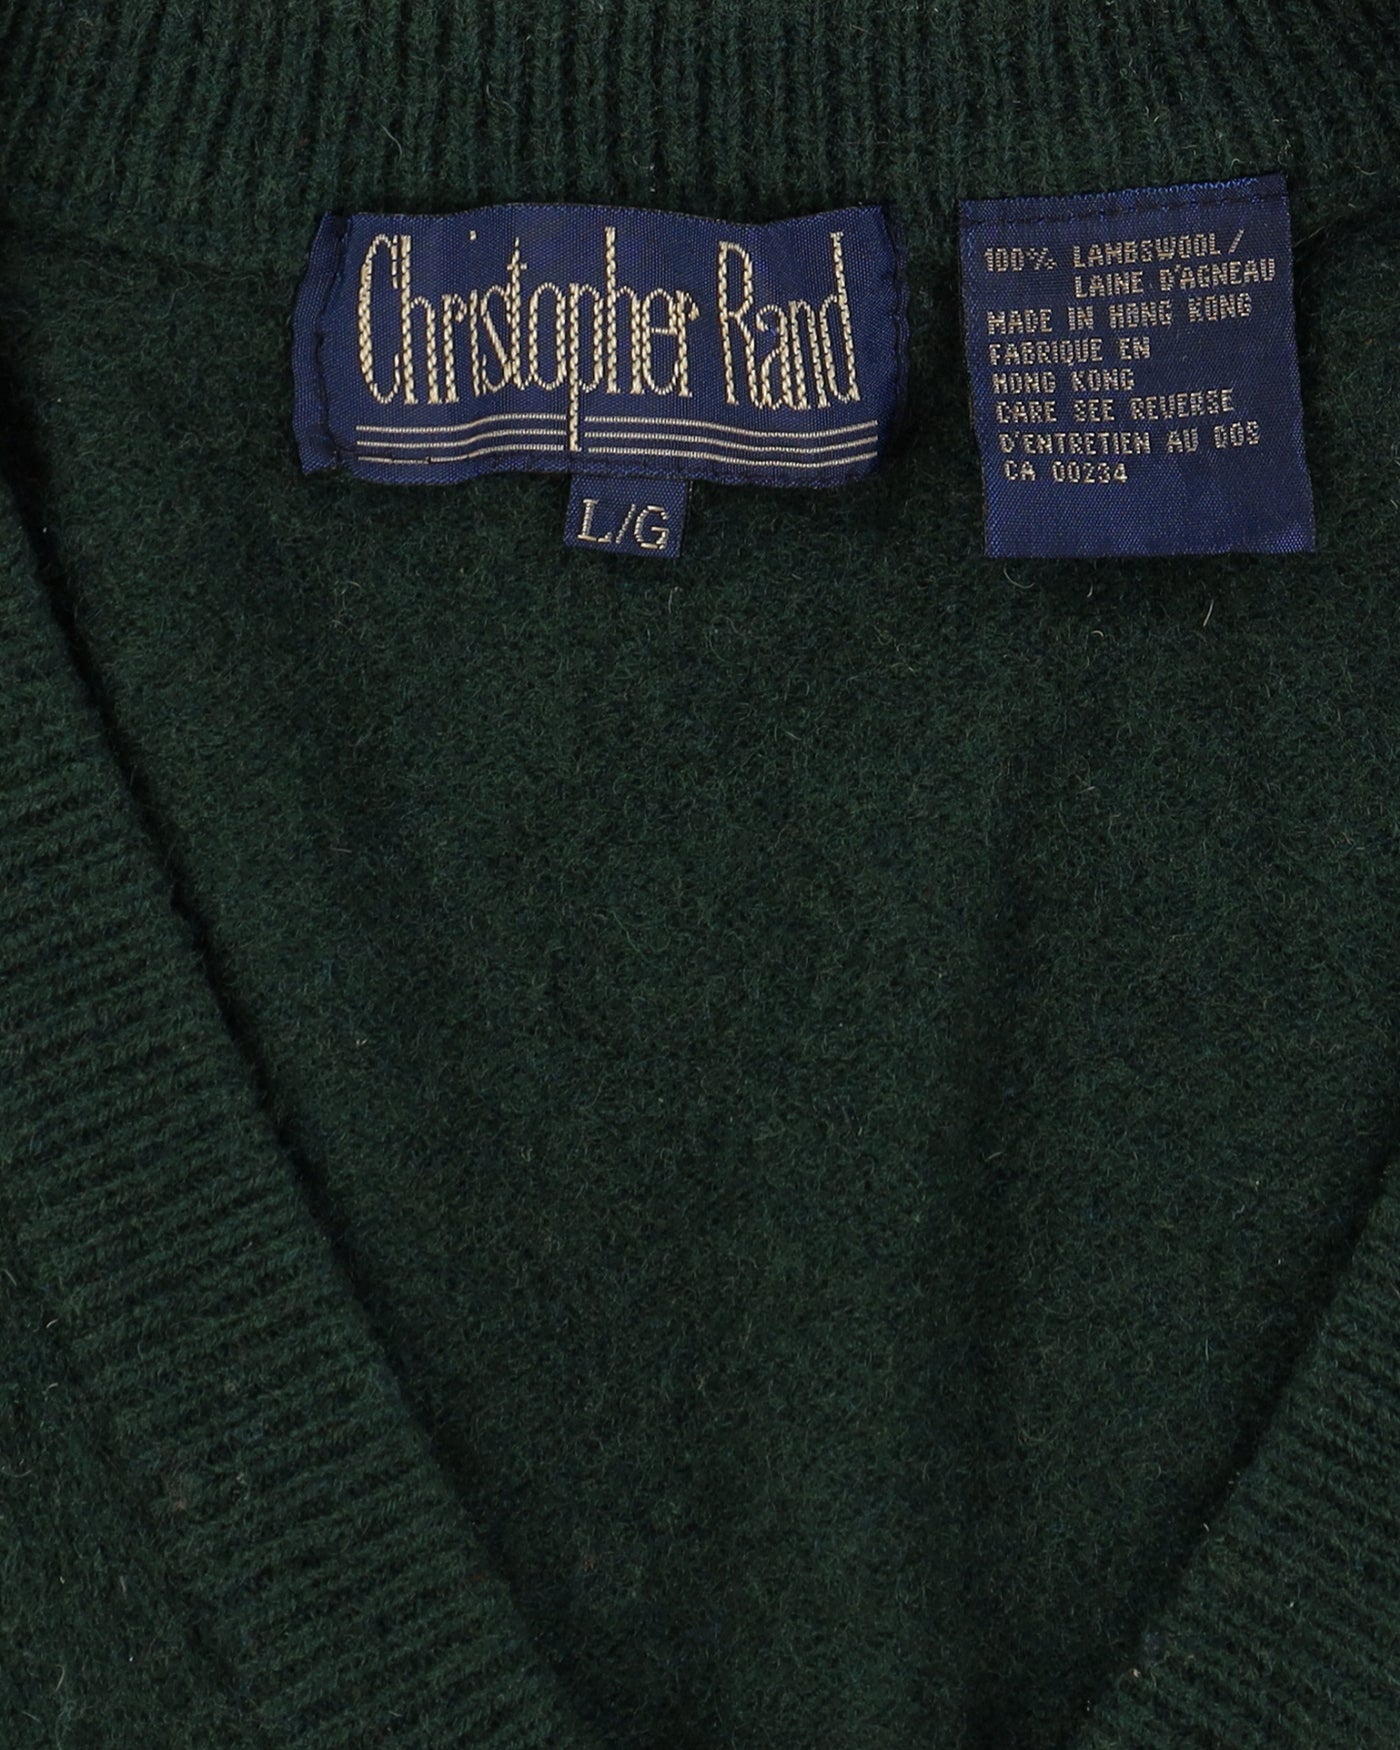 Christopher Rand
L/G
100% LAMBSWOOL/
LAINE D'AGNEAU
MADE IN HONG KONG
FABRIQUE EN
HONG KONG
CARE SEE REVERSE
D'ENTRETIEN AU DOS
CA 00234